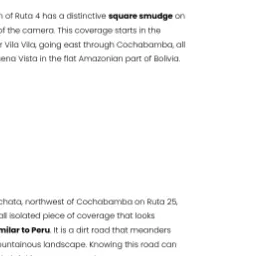 n of Ruta 4 has a distinctive square smudge on
of the camera. This coverage starts in the
r Vila Vila, going east through Cochabamba, all
ena Vista in the flat Amazonian part of Bolivia.
chata, northwest of Cochabamba on Ruta 25,
all isolated piece of coverage that looks
milar to Peru. It is a dirt road that meanders
ountainous landscape. Knowing this road can